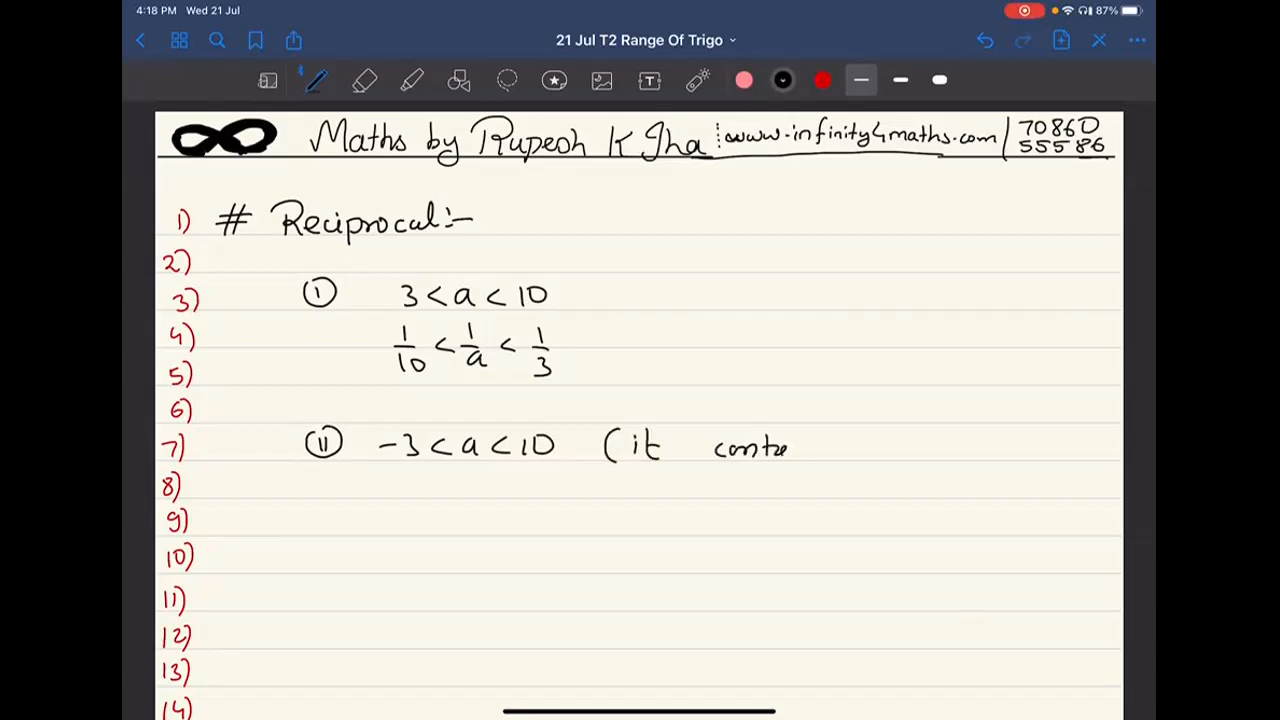 4:18 PM Wed 21 Jul 87%
21 Jul T2 Range Of Trigo
Maths by Rupesh K Jha www.infinity4maths.com / 70860
55586
1) # Reciprocal:-
2)
3) (i) 3 < a < 10
4) 1/10 < 1/a < 1/3
5)
6)
7) (ii) -3 < a < 10 (it conta
8)
9)
10)
11)
12)
13)
14)